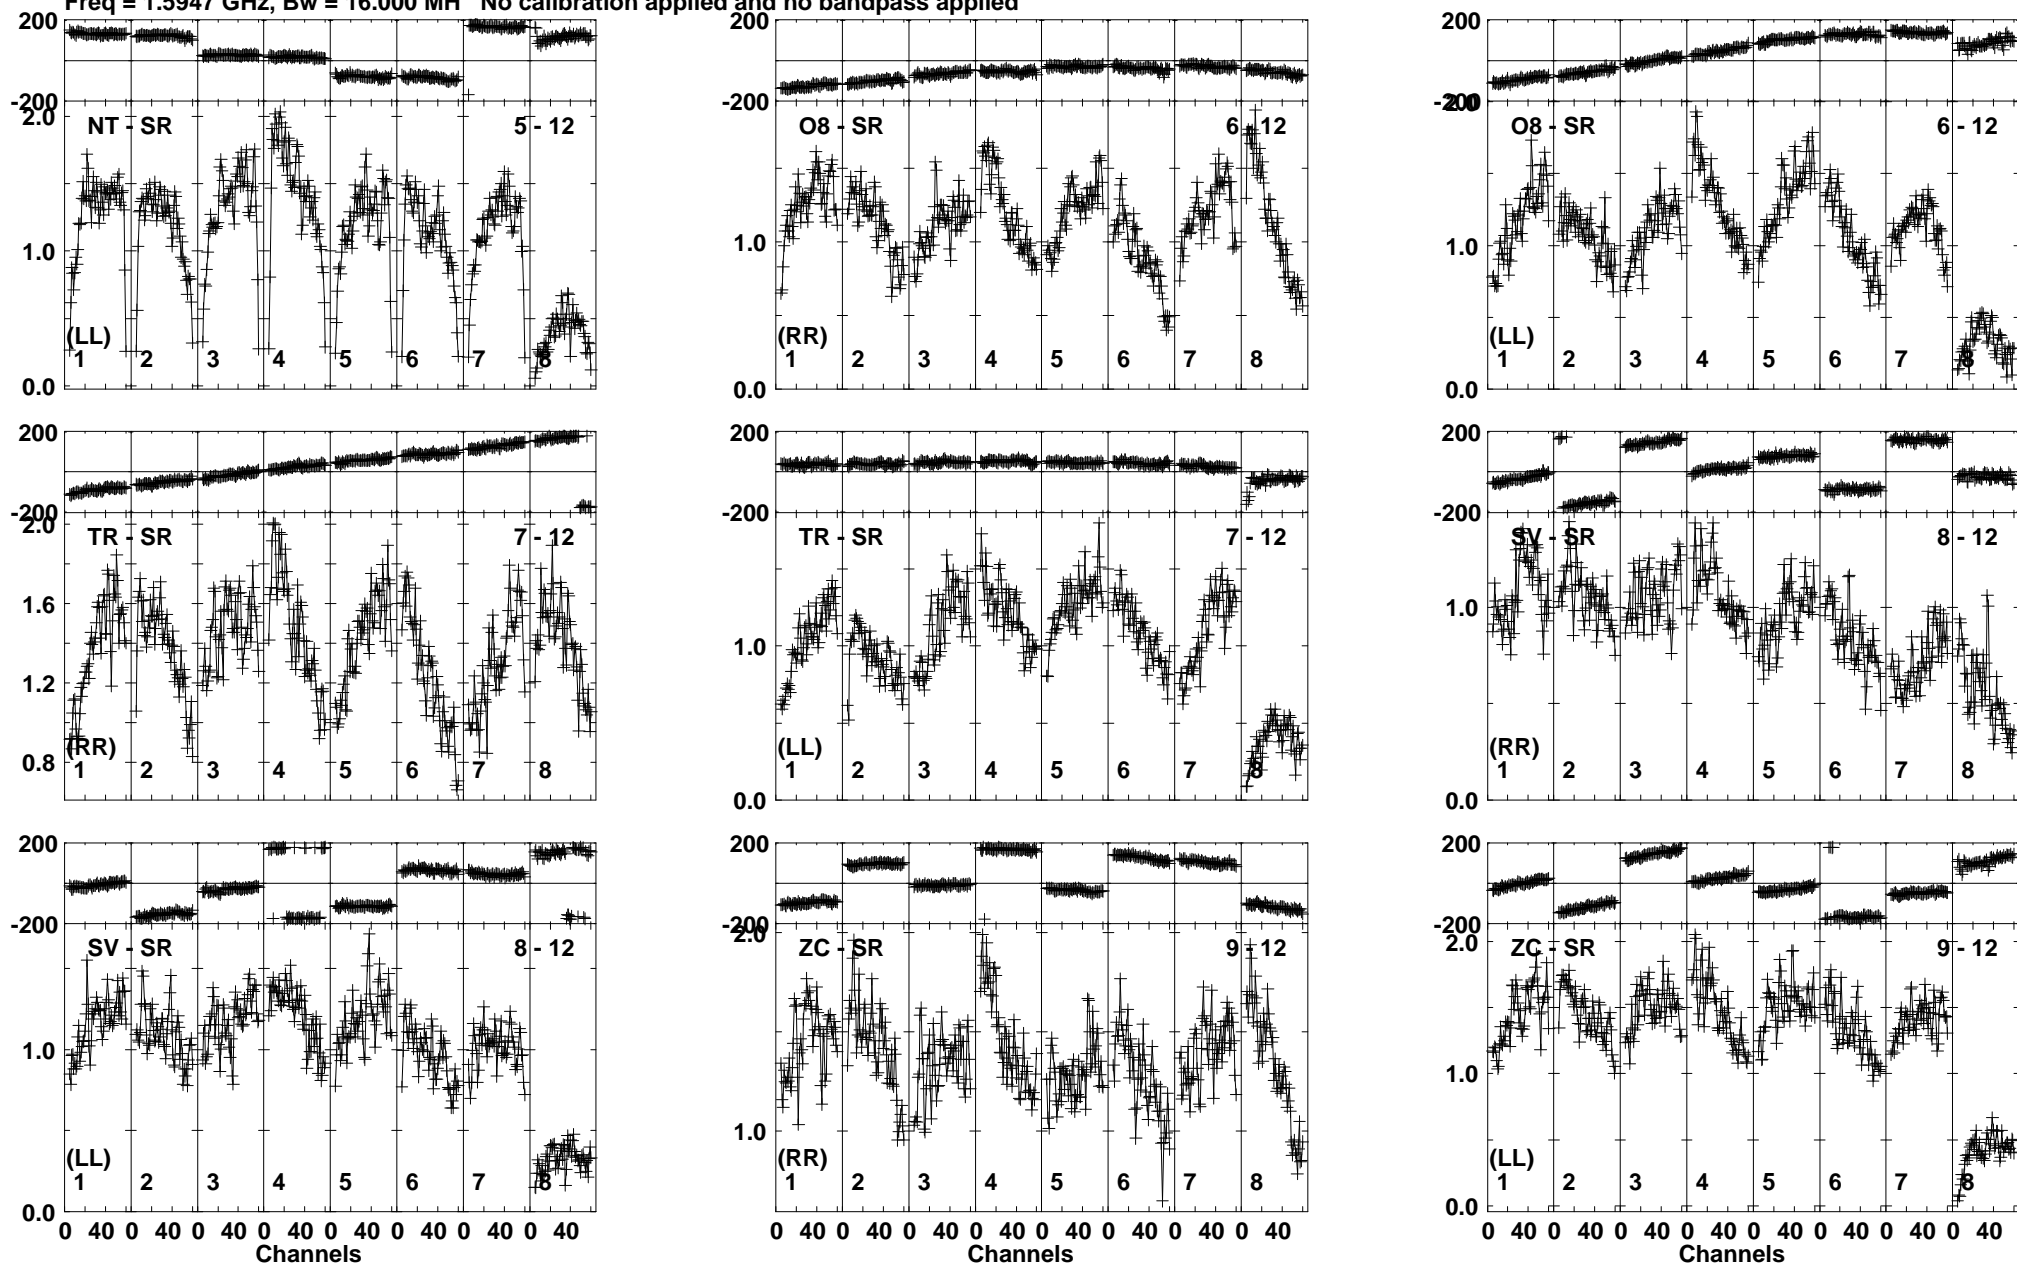 Freq = 1.5947 GHz, Bw = 16.000 MH No calibration applied and no bandpass applied
200 200 200
-200 -200 -200
2.0 2.0
NT - SR 5 - 12 O8 - SR 6 - 12 O8 - SR 6 - 12
1.0 1.0 1.0
(LL) (RR) (LL)
1 2 3 4 5 6 7 8 1 2 3 4 5 6 7 8 1 2 3 4 5 6 7 8
0.0 0.0 0.0
200 200 200
-200 -200 -200
2.0
TR - SR 7 - 12 TR - SR 7 - 12 SV - SR 8 - 12
1.6 1.0
1.2 1.0
(RR) (LL) (RR)
0.8 1 2 3 4 5 6 7 8 1 2 3 4 5 6 7 8 1 2 3 4 5 6 7 8
0.0 0.0
200 200 200
-200 -200 -200
2.0 2.0
SV - SR 8 - 12 ZC - SR 9 - 12 ZC - SR 9 - 12
1.0 1.0 1.0
(LL) (RR) (LL)
1 2 3 4 5 6 7 8 1 2 3 4 5 6 7 8 1 2 3 4 5 6 7 8
0.0 0.0
0 40 0 40 0 40 0 40 0 40 0 40 0 40 0 40 0 40 0 40 0 40 0 40 0 40 0 40 0 40 0 40 0 40 0 40 0 40 0 40 0 40 0 40 0 40 0 40
Channels Channels Channels